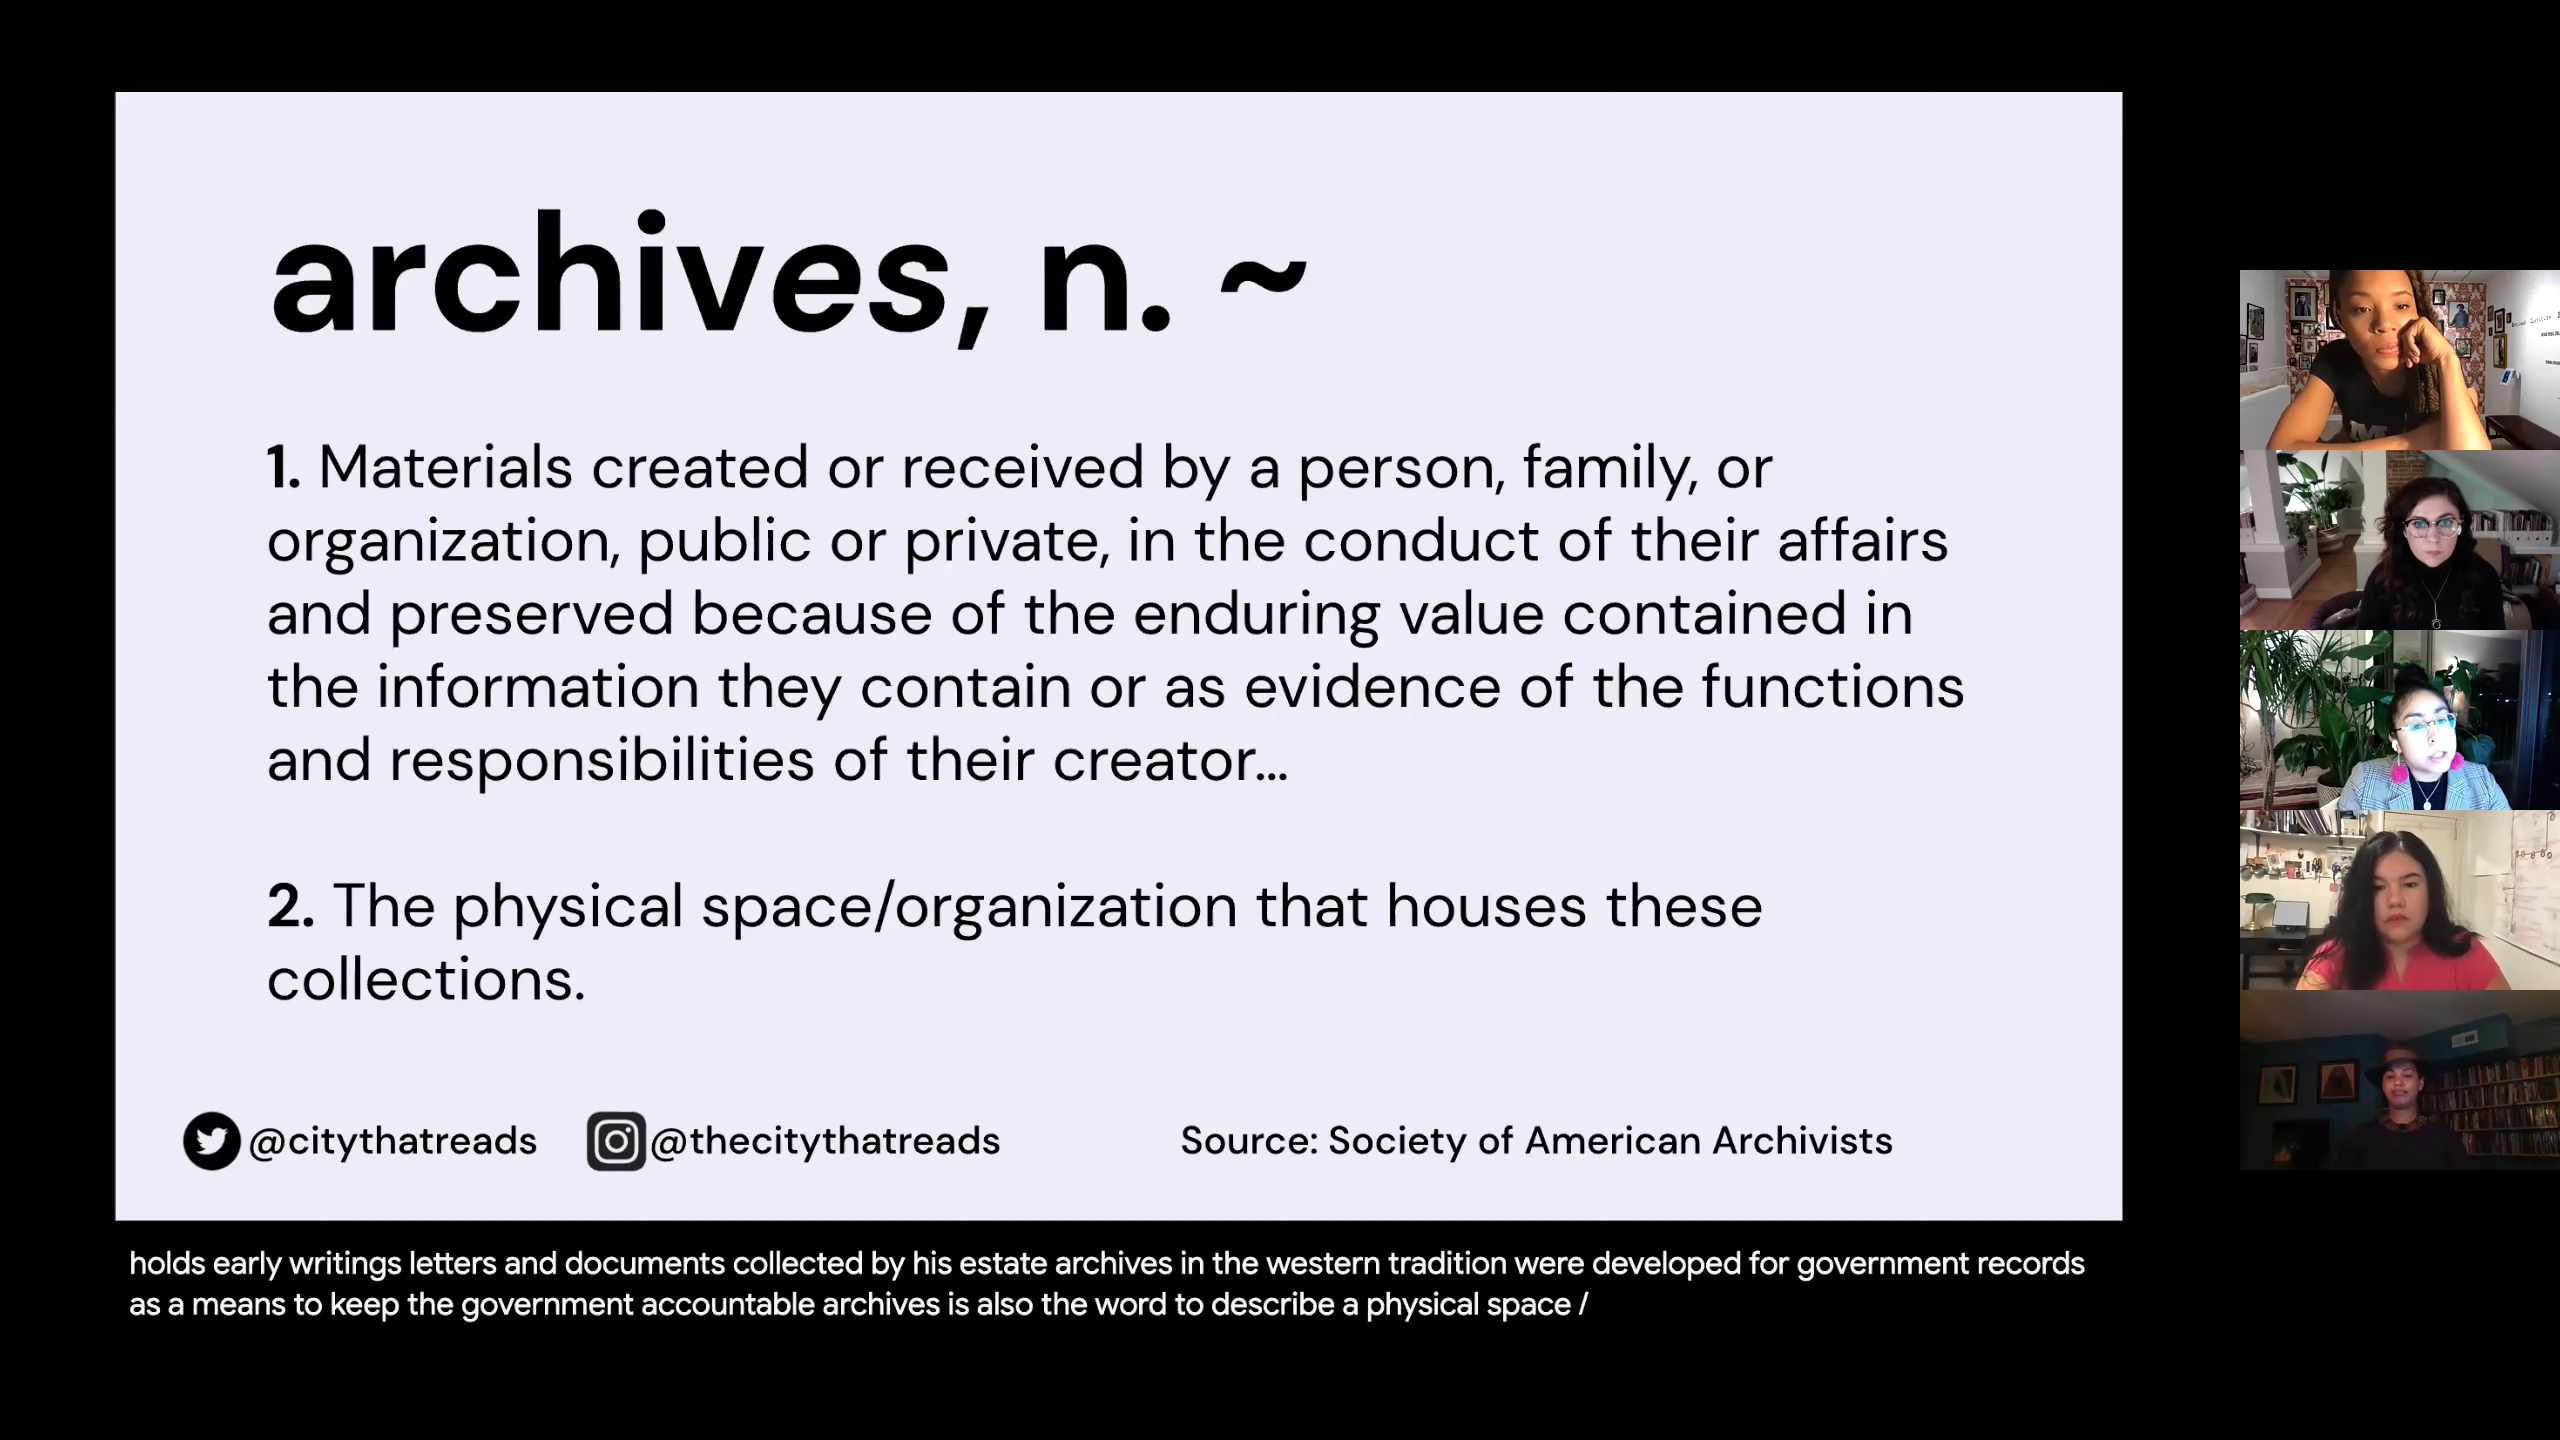 archives, n. ~
1. Materials created or received by a person, family, or
organization, public or private, in the conduct of their affairs
and preserved because of the enduring value contained in
the information they contain or as evidence of the functions
and responsibilities of their creator...
2. The physical space/organization that houses these
collections.
@citythatreads @thecitythatreads Source: Society of American Archivists
holds early writings letters and documents collected by his estate archives in the western tradition were developed for government records
as a means to keep the government accountable archives is also the word to describe a physical space /